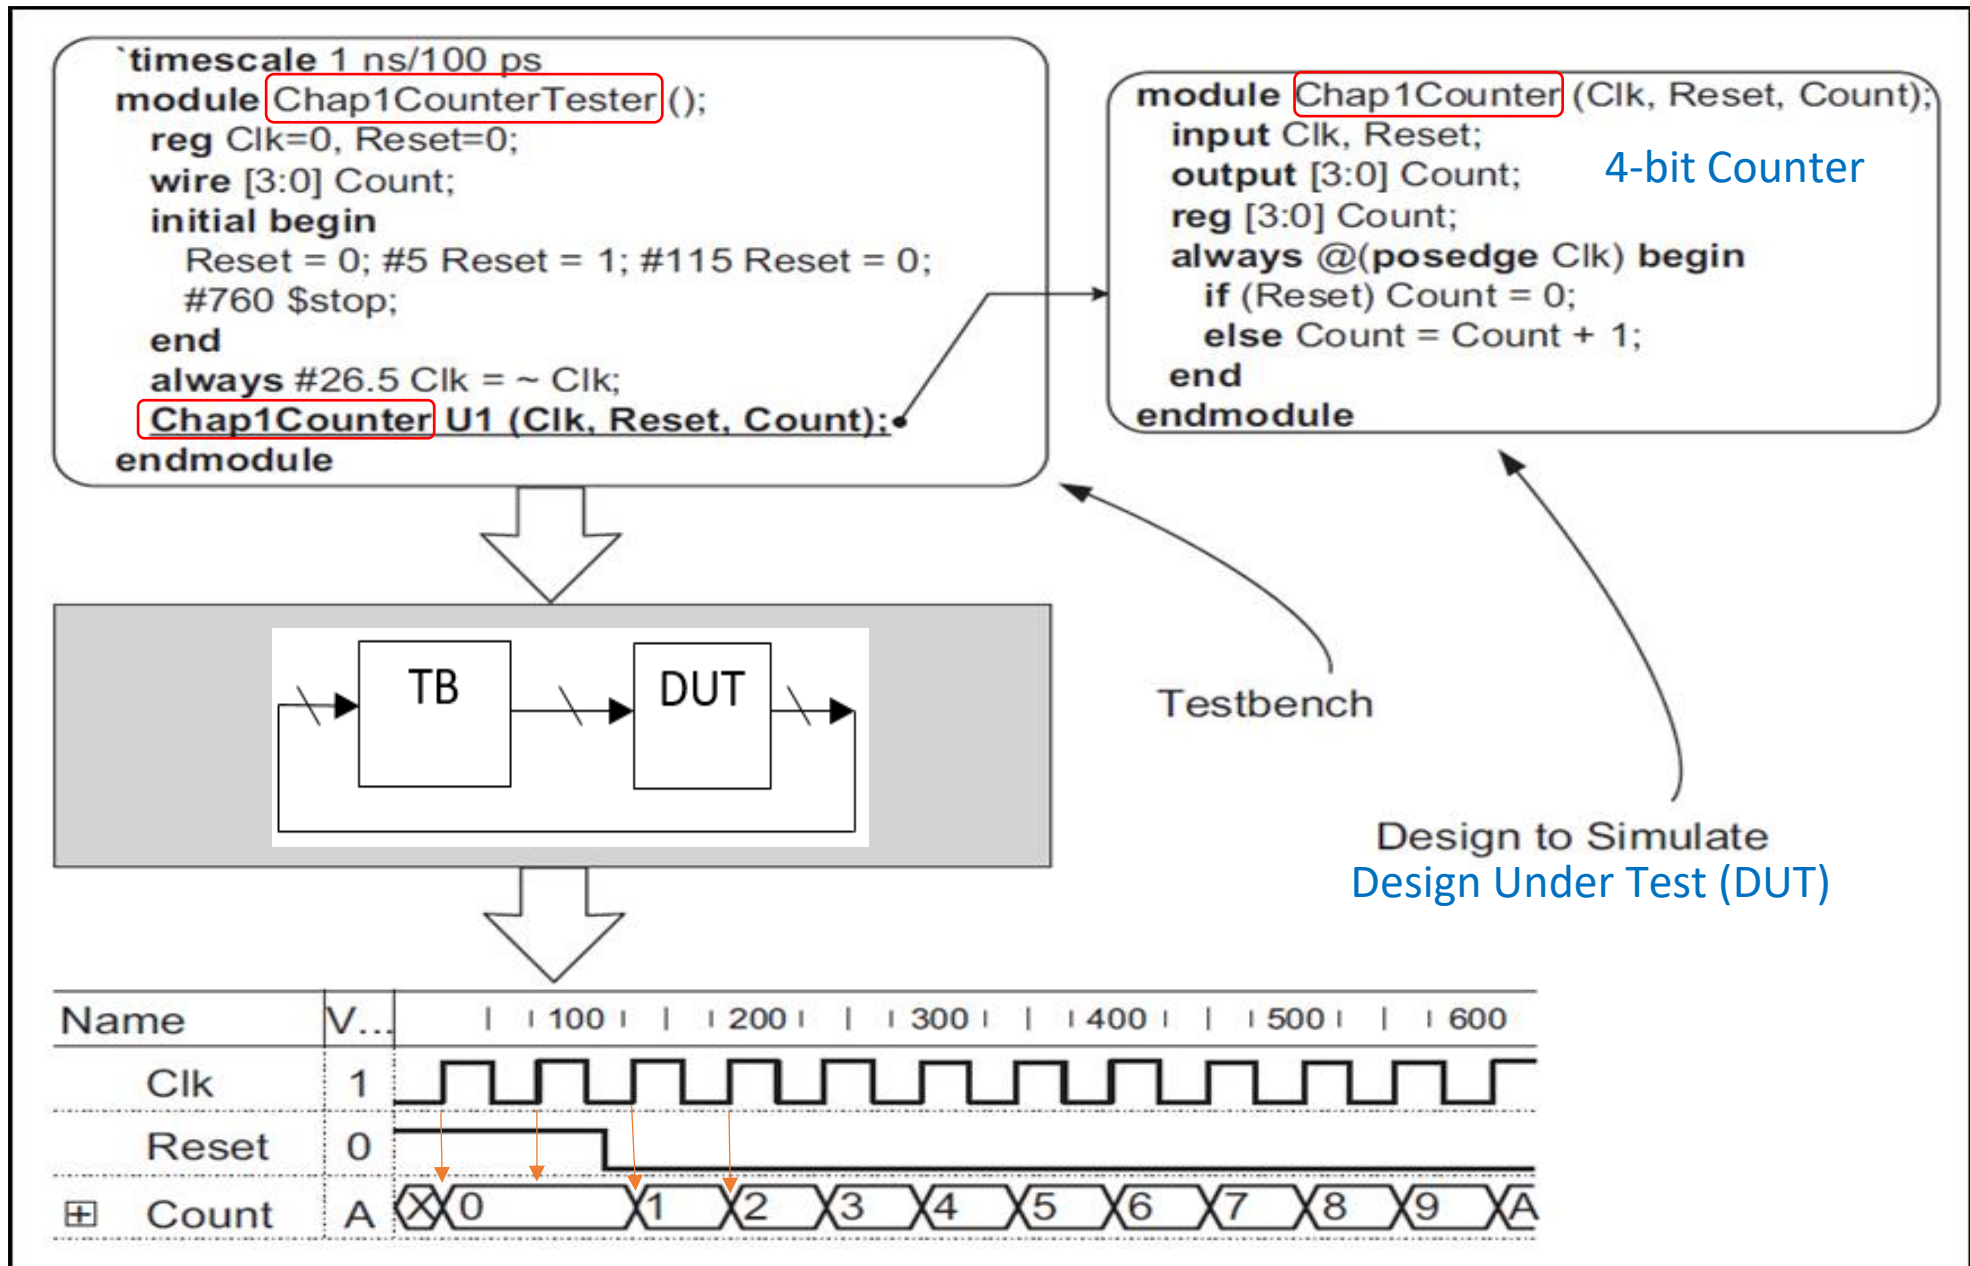 `timescale 1 ns/100 ps
module Chap1CounterTester ();
reg Clk=0, Reset=0;
wire [3:0] Count;
initial begin
Reset = 0; #5 Reset = 1; #115 Reset = 0;
#760 $stop;
end
always #26.5 Clk = ~ Clk;
Chap1Counter U1 (Clk, Reset, Count);
endmodule
module Chap1Counter (Clk, Reset, Count);
input Clk, Reset;
output [3:0] Count;
reg [3:0] Count;
always @(posedge Clk) begin
if (Reset) Count = 0;
else Count = Count + 1;
end
endmodule
4-bit Counter
TB
DUT
Testbench
Design to Simulate
Design Under Test (DUT)
Name V... 100 200 300 400 500 600
Clk 1
Reset 0
Count A X 0 1 2 3 4 5 6 7 8 9 A